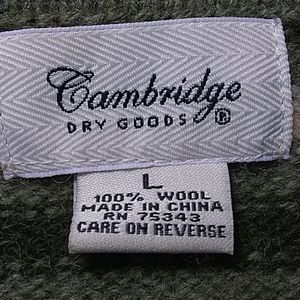 Cambridge
DRY GOODS ®
L
100% WOOL
MADE IN CHINA
RN 75343
CARE ON REVERSE